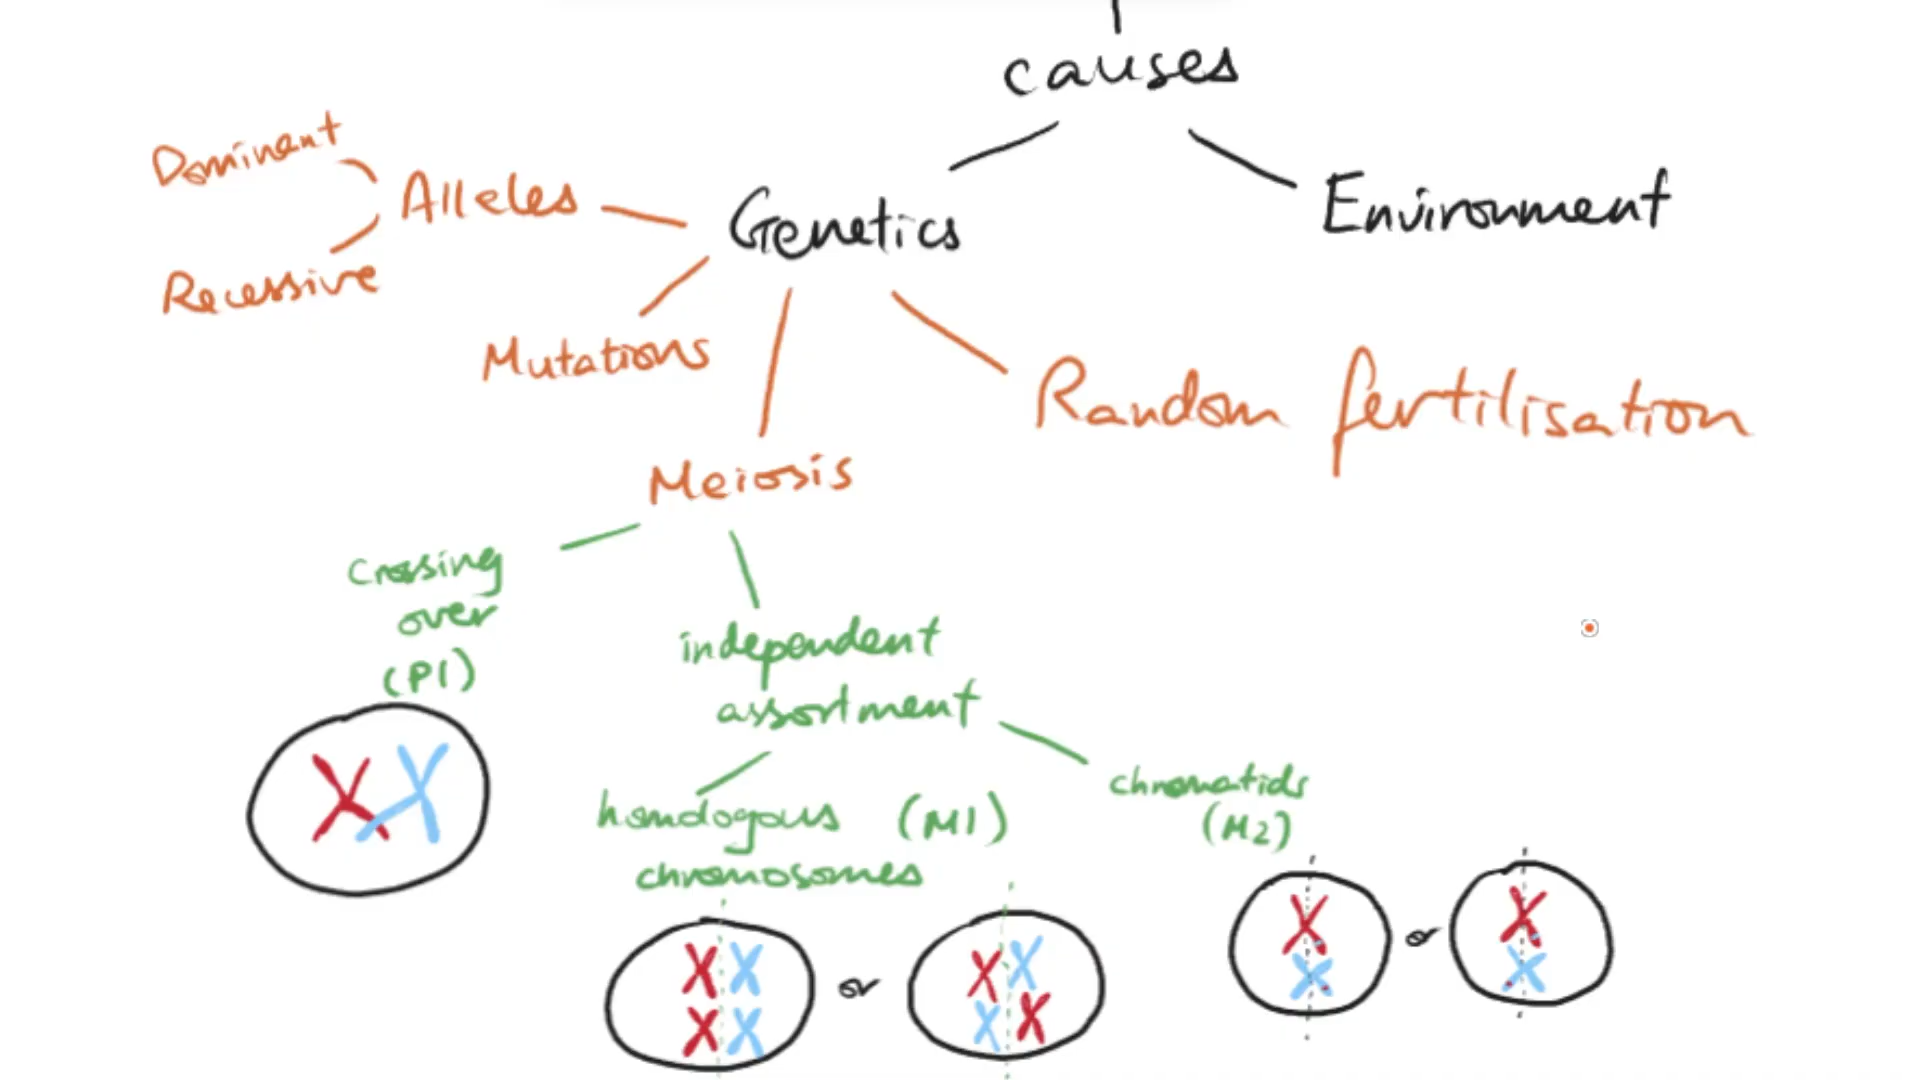 causes
Dominant
Alleles
Genetics
Environment
Recessive
Mutations
Random fertilisation
Meiosis
Crossing
over
(P1)
independent
assortment
homologous (M1)
chromosomes
chromatids
(M2)
or
or